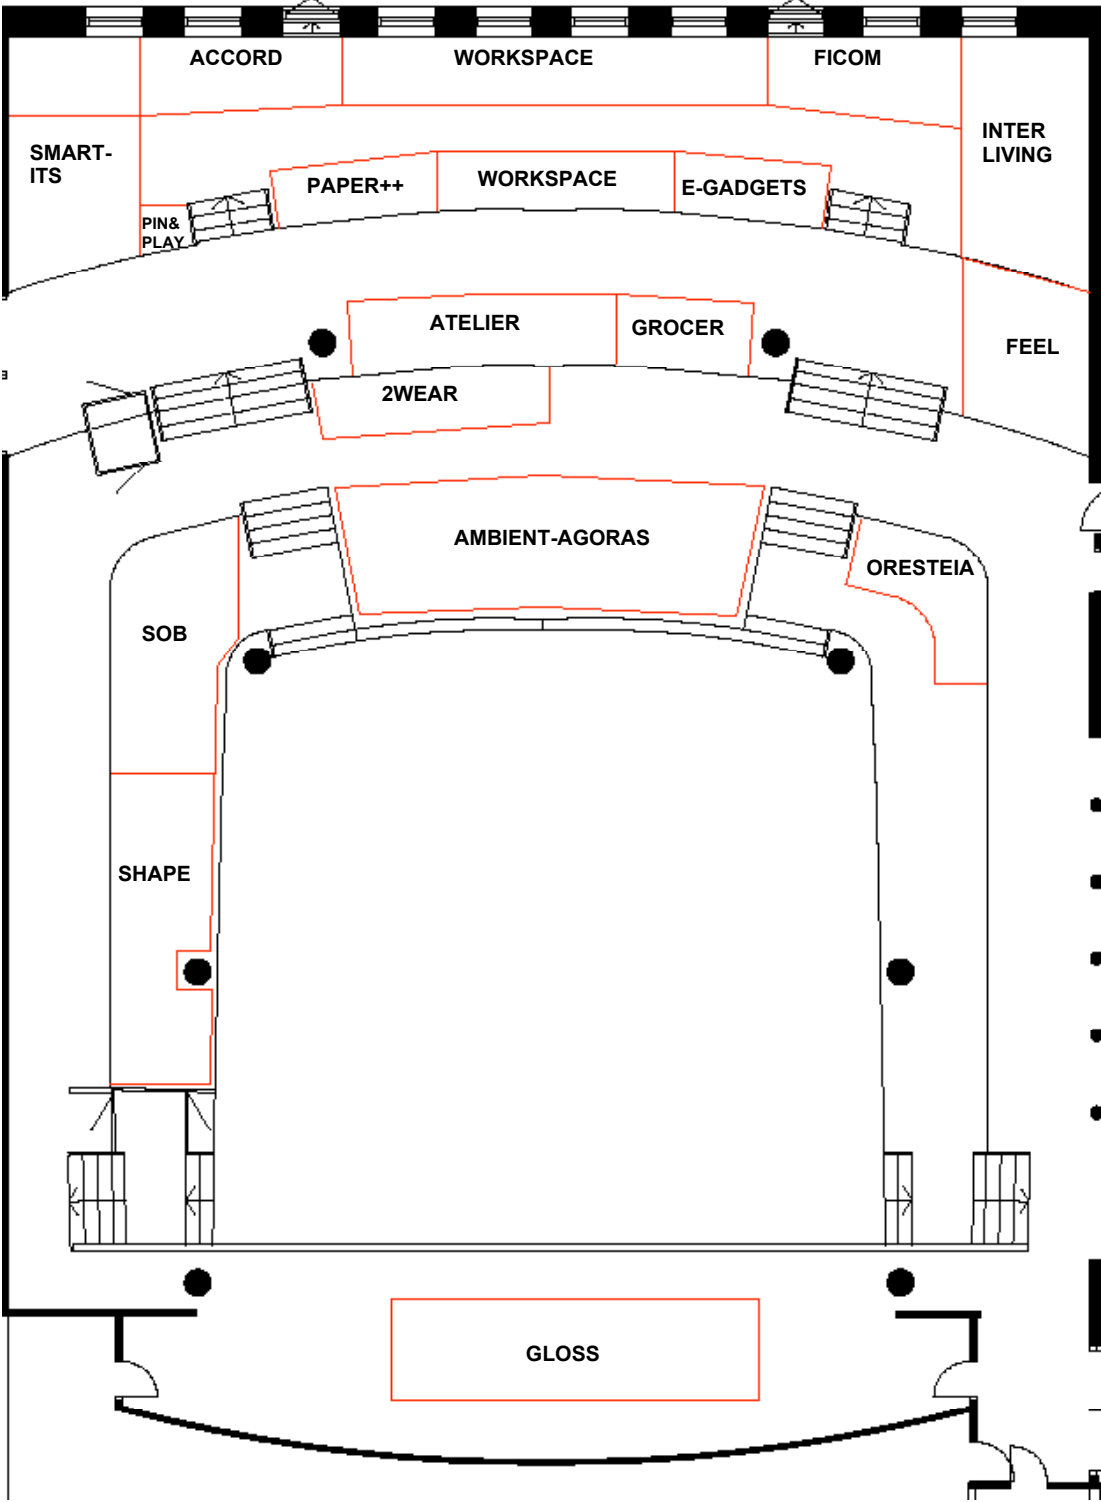 ACCORD
WORKSPACE
FICOM
INTER
LIVING
SMART-
ITS
PAPER++
WORKSPACE
E-GADGETS
PIN&
PLAY
ATELIER
GROCER
FEEL
2WEAR
AMBIENT-AGORAS
ORESTEIA
SOB
SHAPE
GLOSS